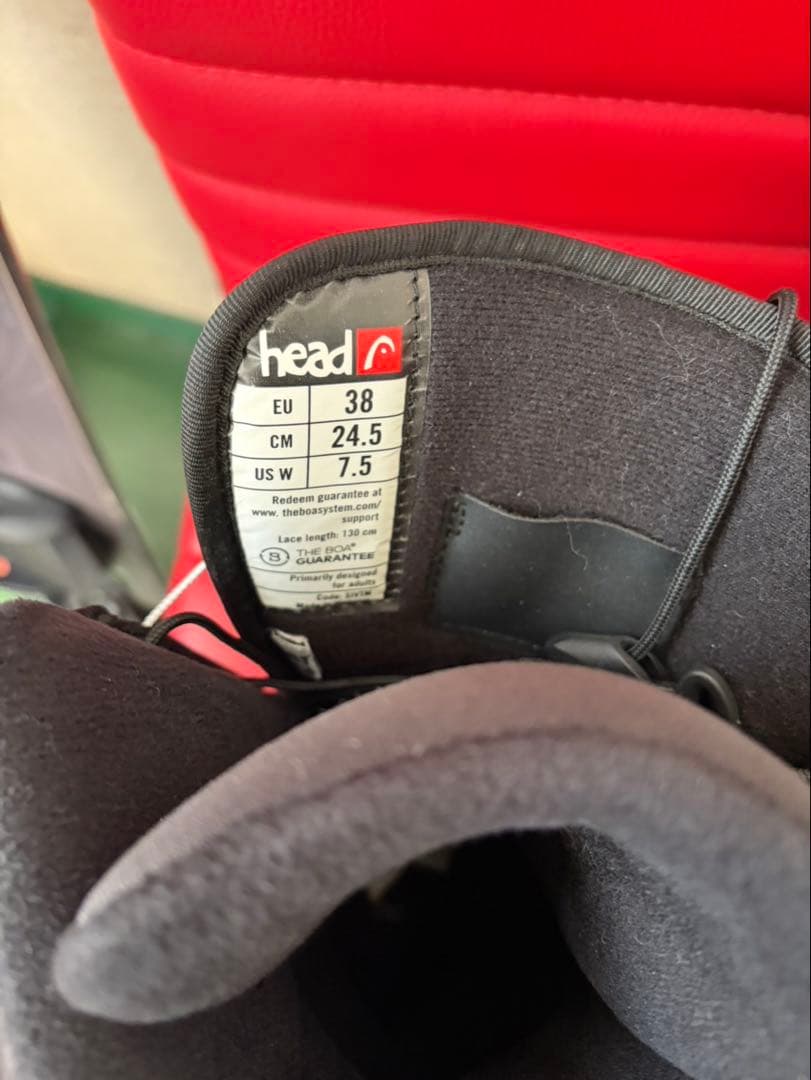 head
EU 38
CM 24.5
US W 7.5
Redeem guarantee at
www.theboasystem.com/
support
Lace length: 130 cm
THE BOA®
GUARANTEE
Primarily designed
for adults
Code: